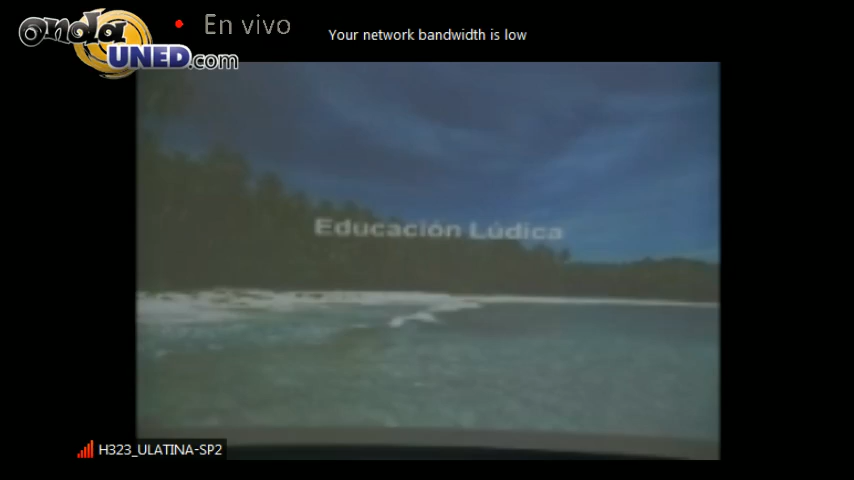 onda
UNED.com
En vivo
Your network bandwidth is low
Educación Lúdica
H323_ULATINA-SP2